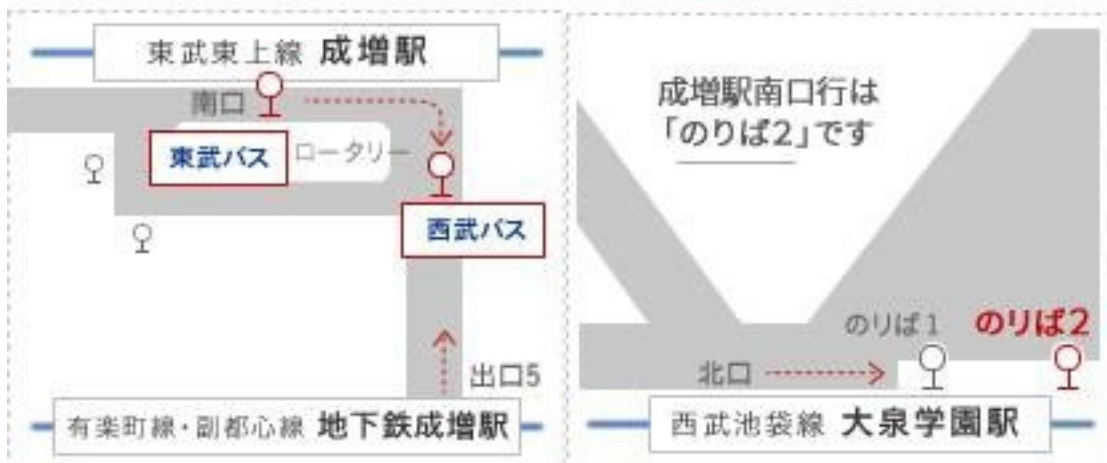 東武東上線 成増駅
南口
東武バス
ロータリー
西武バス
出口5
有楽町線・副都心線 地下鉄成増駅
成増駅南口行は
「のりば2」です
のりば1
のりば2
北口
西武池袋線 大泉学園駅